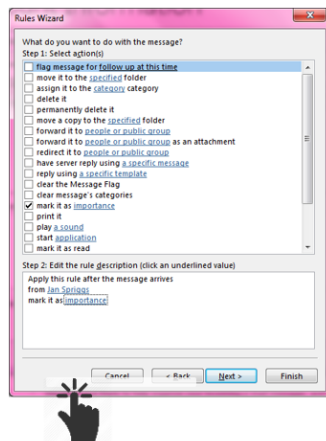 Rules Wizard
What do you want to do with the message?
Step 1: Select action(s)
flag message for follow up at this time
move it to the specified folder
assign it to the category category
delete it
permanently delete it
move a copy to the specified folder
forward it to people or public group
forward it to people or public group as an attachment
redirect it to people or public group
have server reply using a specific message
reply using a specific template
clear the Message Flag
clear message's categories
mark it as importance
print it
play a sound
start application
mark it as read
Step 2: Edit the rule description (click an underlined value)
Apply this rule after the message arrives
from Jan Spriggs
mark it as importance
Cancel < Back Next > Finish